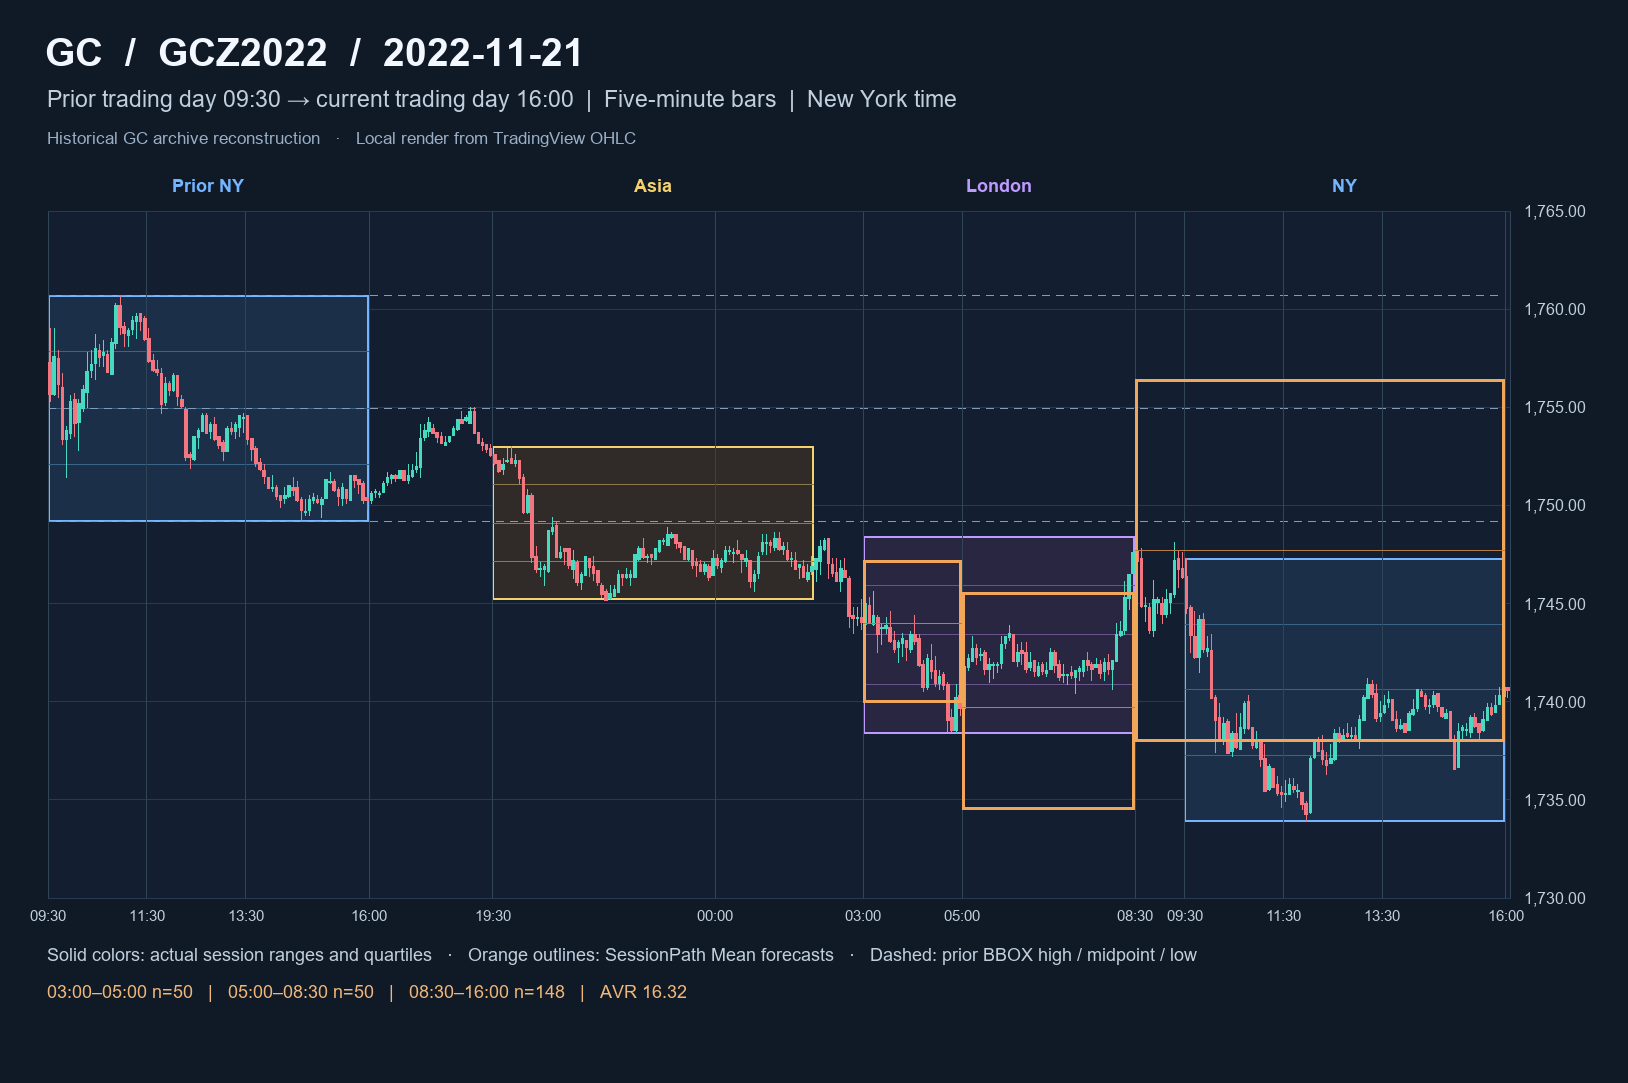 GC / GCZ2022 / 2022-11-21
Prior trading day 09:30 → current trading day 16:00 | Five-minute bars | New York time
Historical GC archive reconstruction · Local render from TradingView OHLC
Prior NY Asia London NY
1,765.00
1,760.00
1,755.00
1,750.00
1,745.00
1,740.00
1,735.00
1,730.00
09:30 11:30 13:30 16:00 19:30 00:00 03:00 05:00 08:30 09:30 11:30 13:30 16:00
Solid colors: actual session ranges and quartiles · Orange outlines: SessionPath Mean forecasts · Dashed: prior BBOX high / midpoint / low
03:00–05:00 n=50 | 05:00–08:30 n=50 | 08:30–16:00 n=148 | AVR 16.32